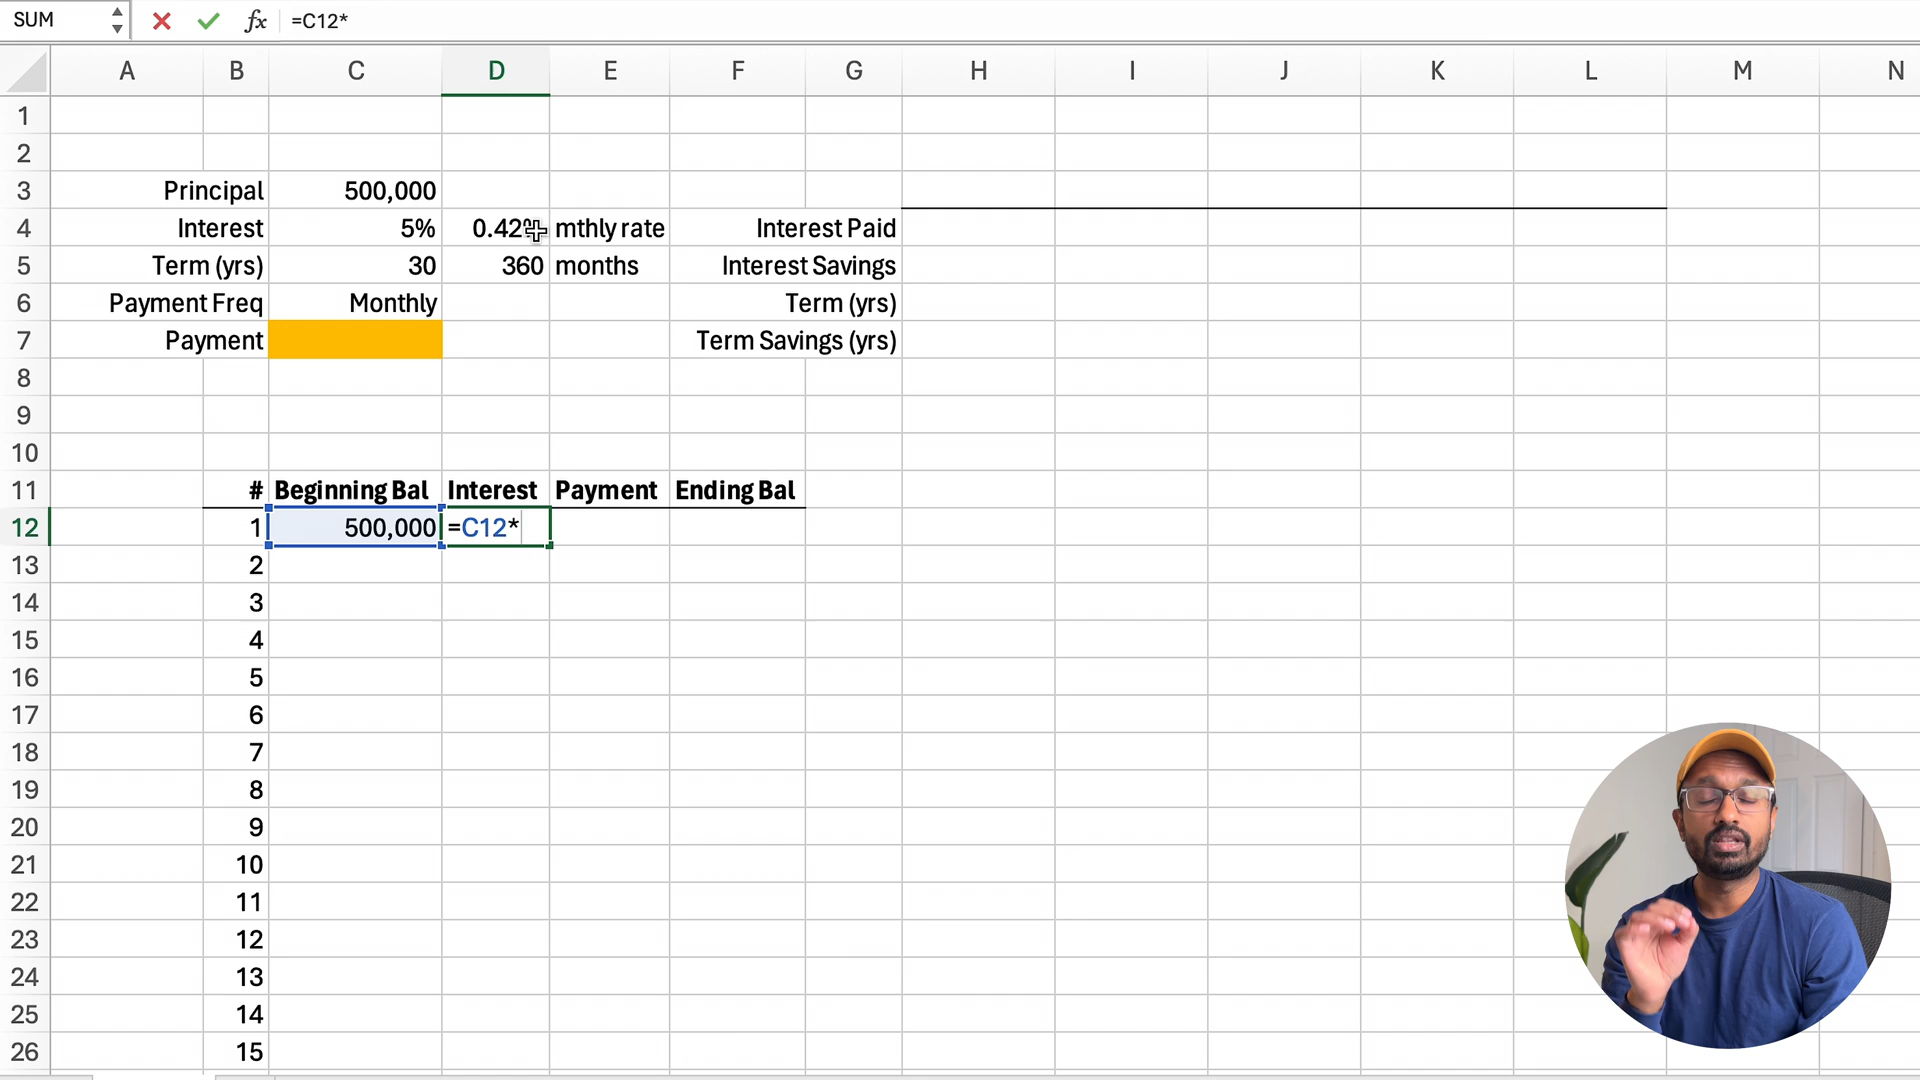 SUM fx =C12*
A B C D E F G H I J K L M N
1
2
3 Principal 500,000
4 Interest 5% 0.42% mthly rate Interest Paid
5 Term (yrs) 30 360 months Interest Savings
6 Payment Freq Monthly Term (yrs)
7 Payment Term Savings (yrs)
8
9
10
11 # Beginning Bal Interest Payment Ending Bal
12 1 500,000 =C12*
13 2
14 3
15 4
16 5
17 6
18 7
19 8
20 9
21 10
22 11
23 12
24 13
25 14
26 15